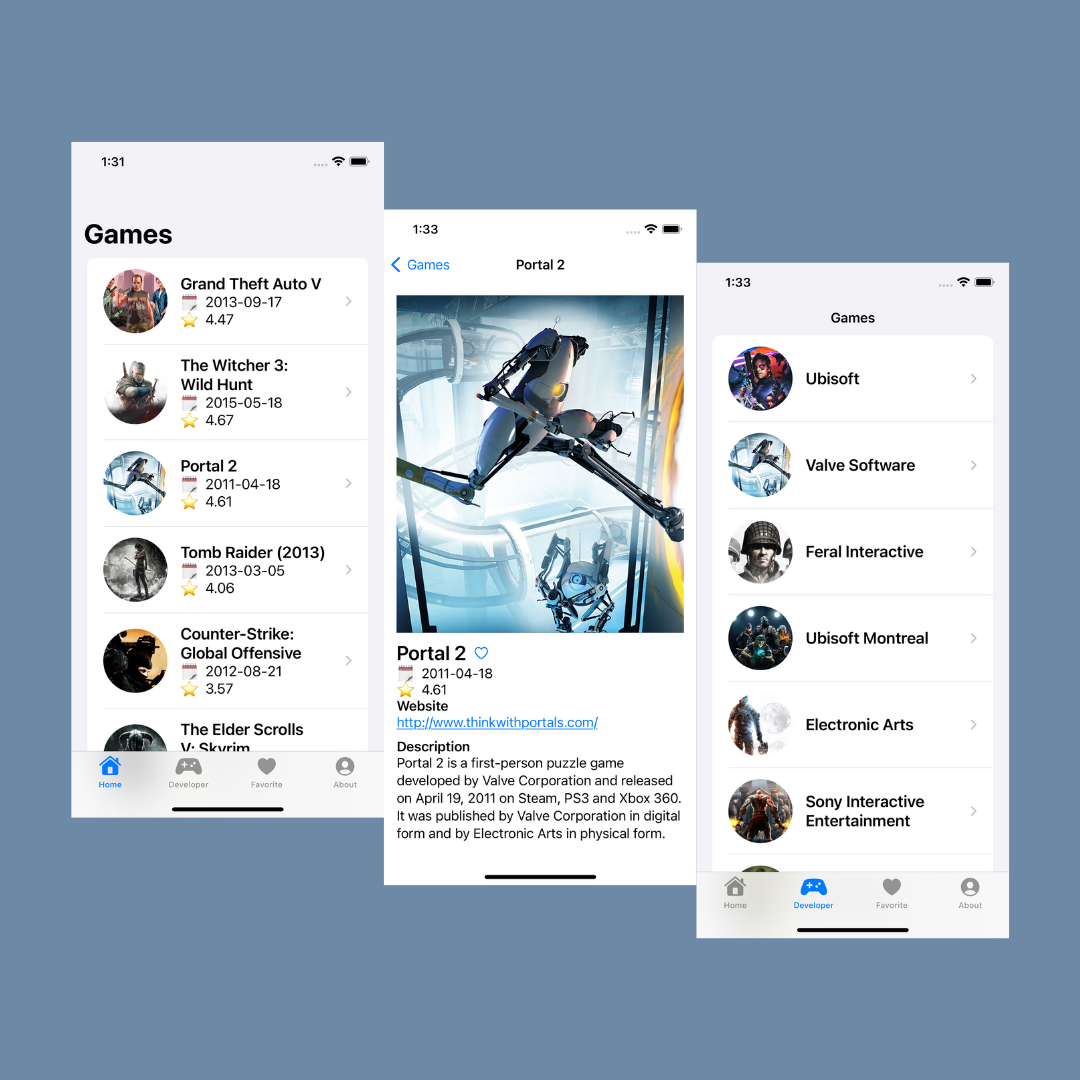 1:31
Games
Grand Theft Auto V
2013-09-17
4.47
The Witcher 3:
Wild Hunt
2015-05-18
4.67
Portal 2
2011-04-18
4.61
Tomb Raider (2013)
2013-03-05
4.06
Counter-Strike:
Global Offensive
2012-08-21
3.57
The Elder Scrolls
V: Skyrim
Home
Developer
Favorite
About
1:33
Games
Portal 2
Portal 2
2011-04-18
4.61
Website
http://www.thinkwithportals.com/
Description
Portal 2 is a first-person puzzle game
developed by Valve Corporation and released
on April 19, 2011 on Steam, PS3 and Xbox 360.
It was published by Valve Corporation in digital
form and by Electronic Arts in physical form.
1:33
Games
Ubisoft
Valve Software
Feral Interactive
Ubisoft Montreal
Electronic Arts
Sony Interactive
Entertainment
Home
Developer
Favorite
About